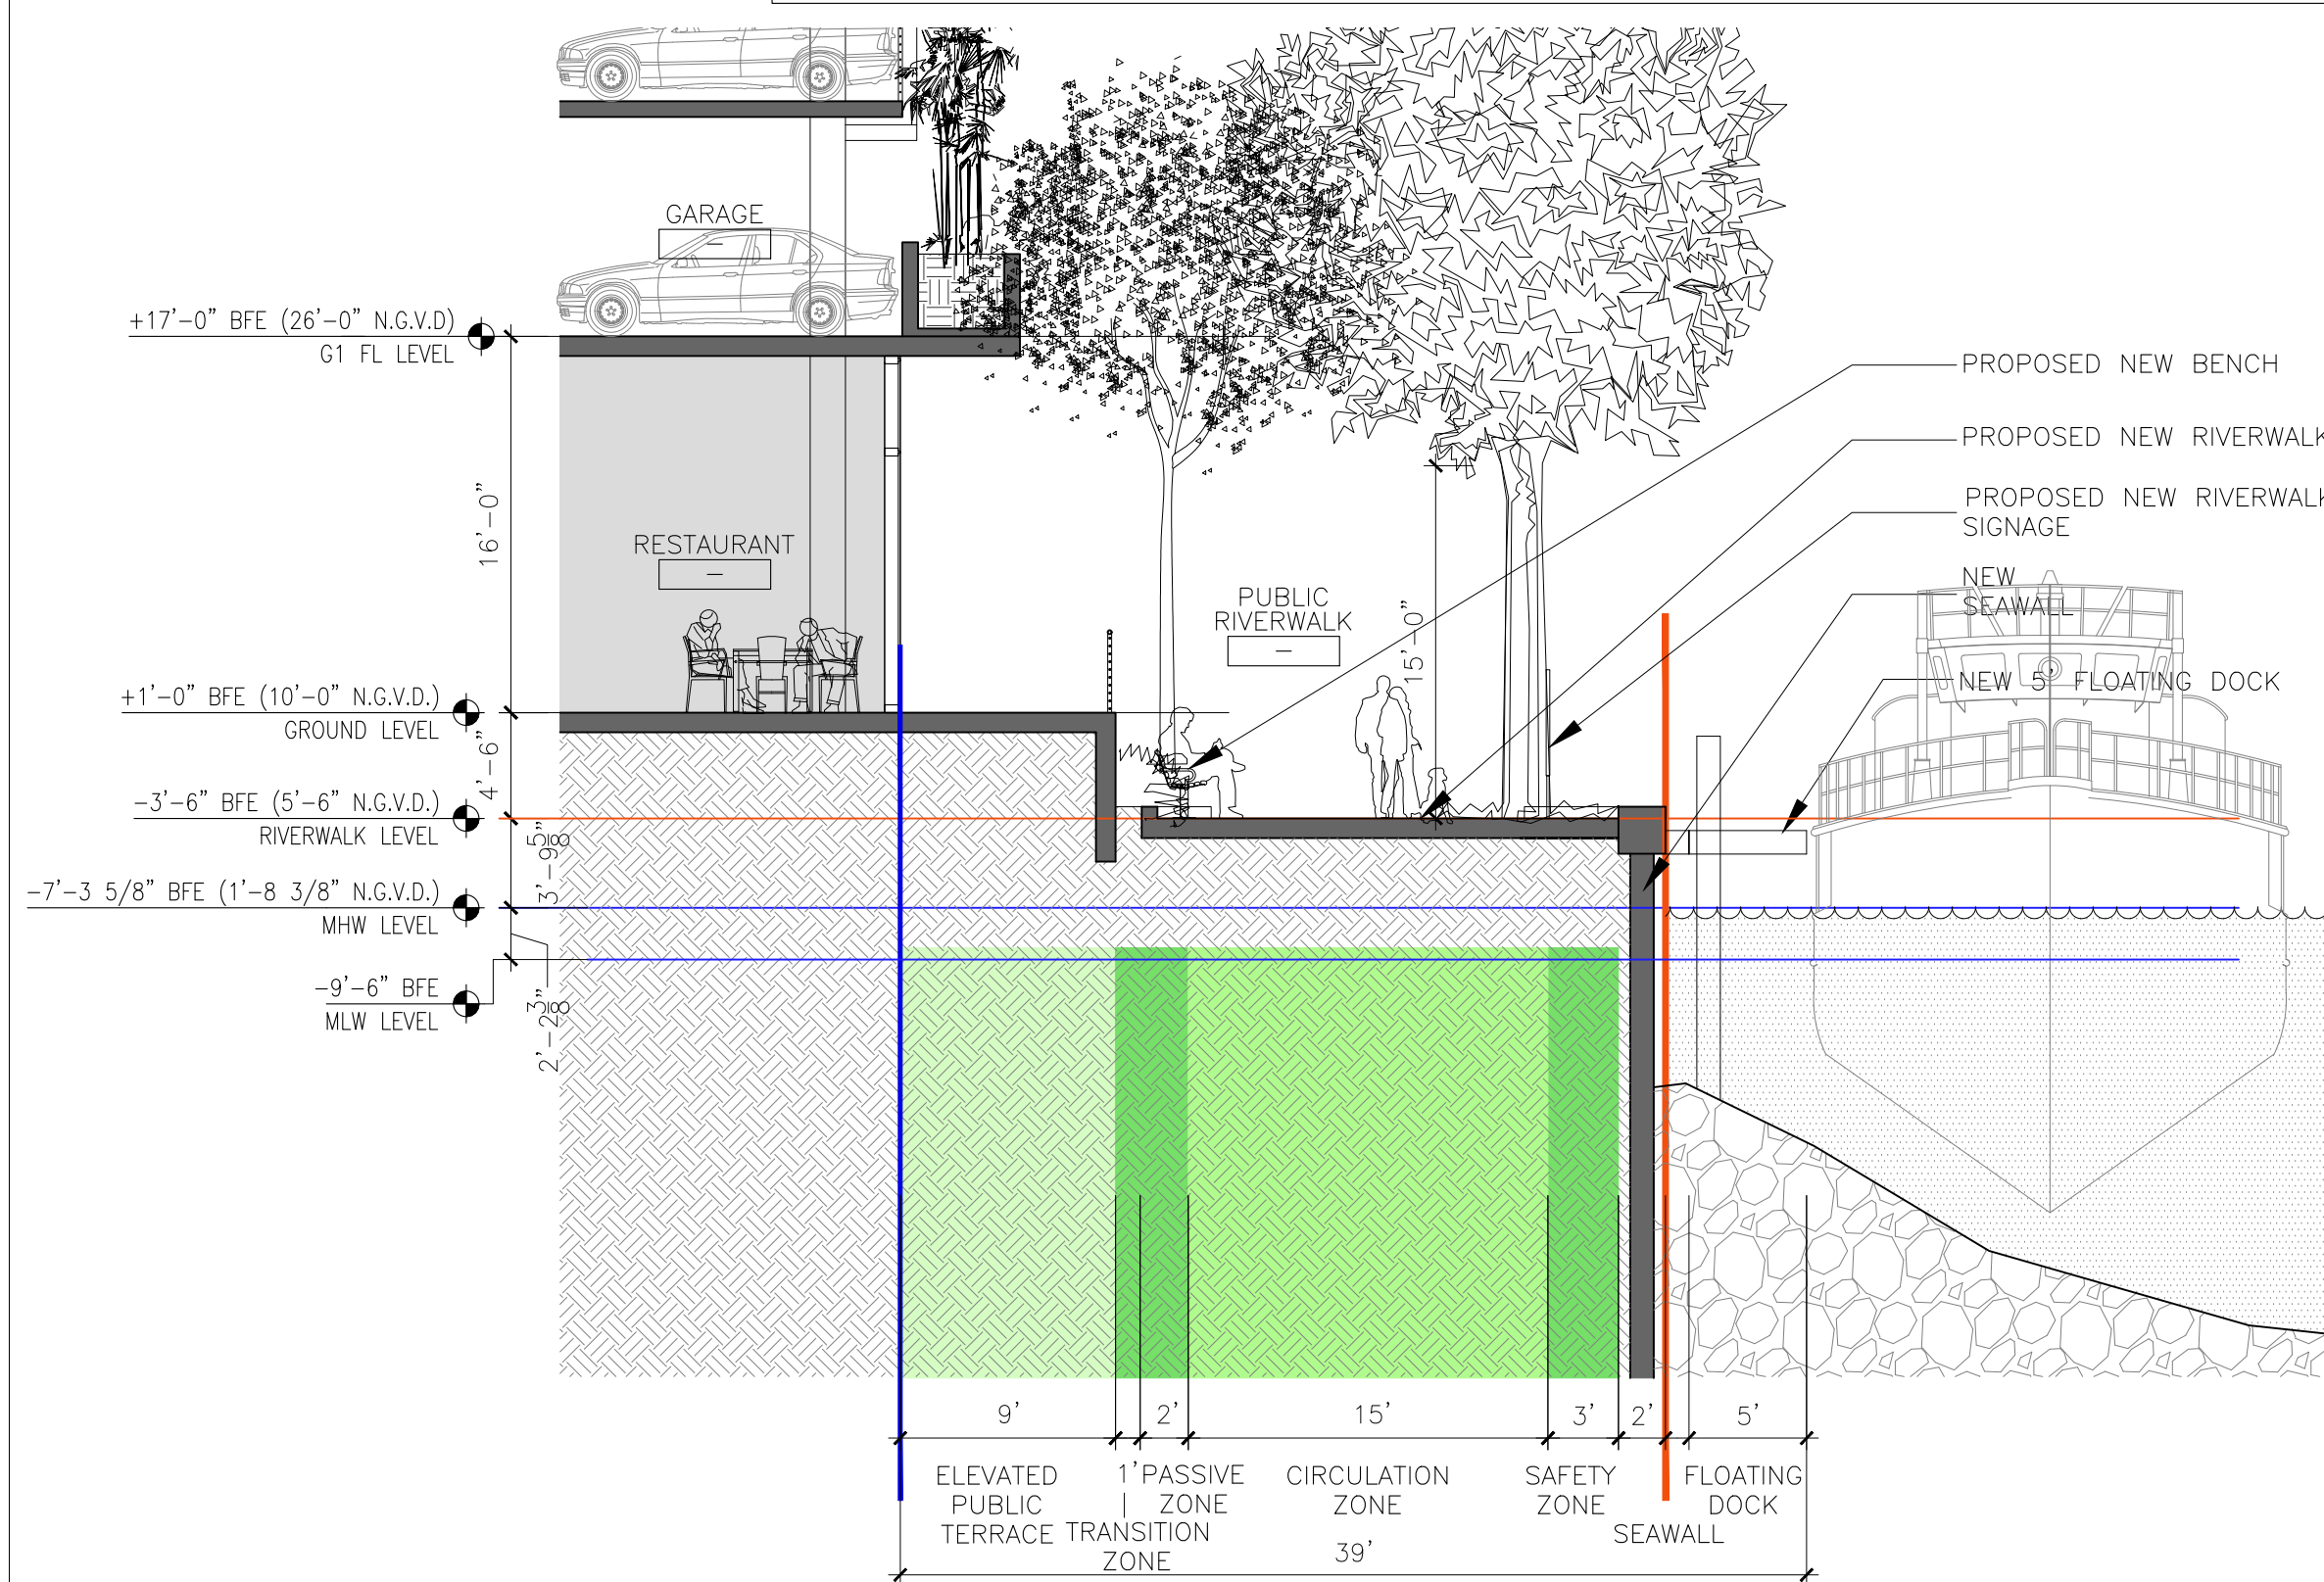 GARAGE
–
+17'-0" BFE (26'-0" N.G.V.D)
G1 FL LEVEL
PROPOSED NEW BENCH
PROPOSED NEW RIVERWALK
PROPOSED NEW RIVERWALK
SIGNAGE
16'-0"
RESTAURANT
–
PUBLIC
RIVERWALK
–
15'-0"
NEW
SEAWALL
NEW 5' FLOATING DOCK
+1'-0" BFE (10'-0" N.G.V.D.)
GROUND LEVEL
4'-6"
-3'-6" BFE (5'-6" N.G.V.D.)
RIVERWALK LEVEL
3'-9 5/8"
-7'-3 5/8" BFE (1'-8 3/8" N.G.V.D.)
MHW LEVEL
-9'-6" BFE
MLW LEVEL
2'-2 3/8"
9' 2' 15' 3' 2' 5'
ELEVATED
PUBLIC
TERRACE
1'
TRANSITION
ZONE
PASSIVE
ZONE
CIRCULATION
ZONE
SAFETY
ZONE
SEAWALL
FLOATING
DOCK
39'